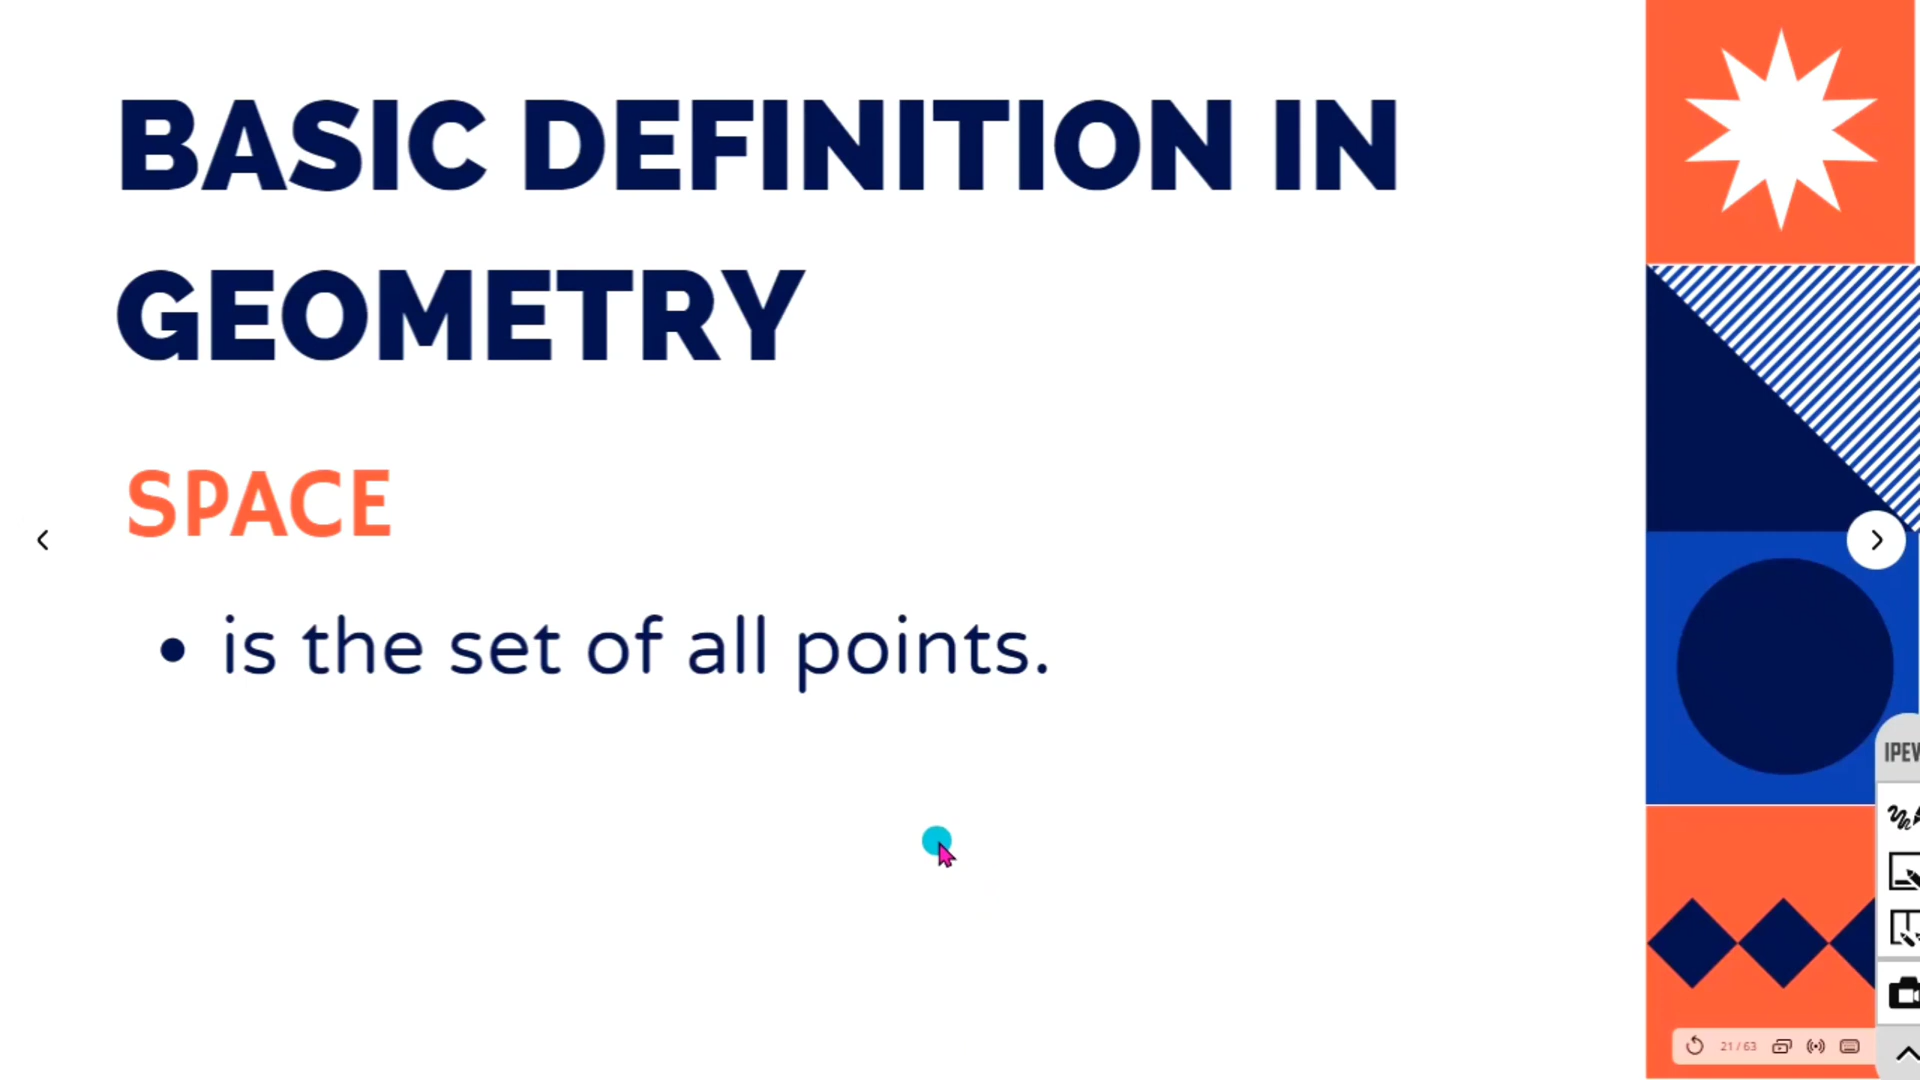 BASIC DEFINITION IN
GEOMETRY
SPACE
• is the set of all points.
21 / 63